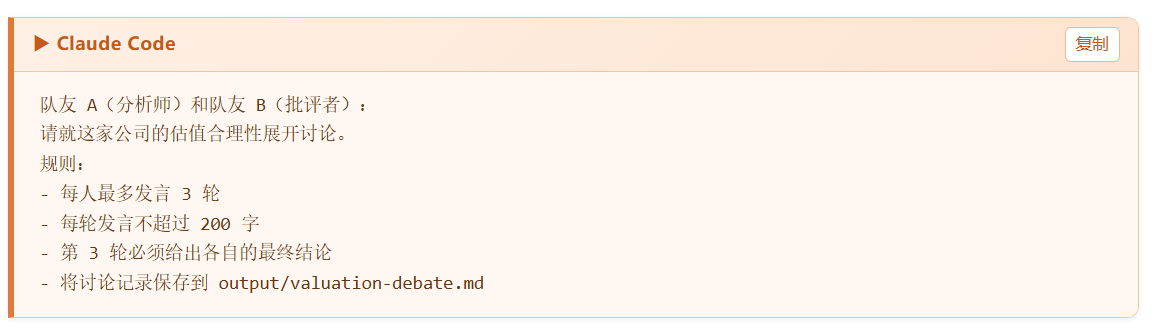 ▶ Claude Code
复制
队友 A（分析师）和队友 B（批评者）：
请就这家公司的估值合理性展开讨论。
规则：
- 每人最多发言 3 轮
- 每轮发言不超过 200 字
- 第 3 轮必须给出各自的最终结论
- 将讨论记录保存到 output/valuation-debate.md